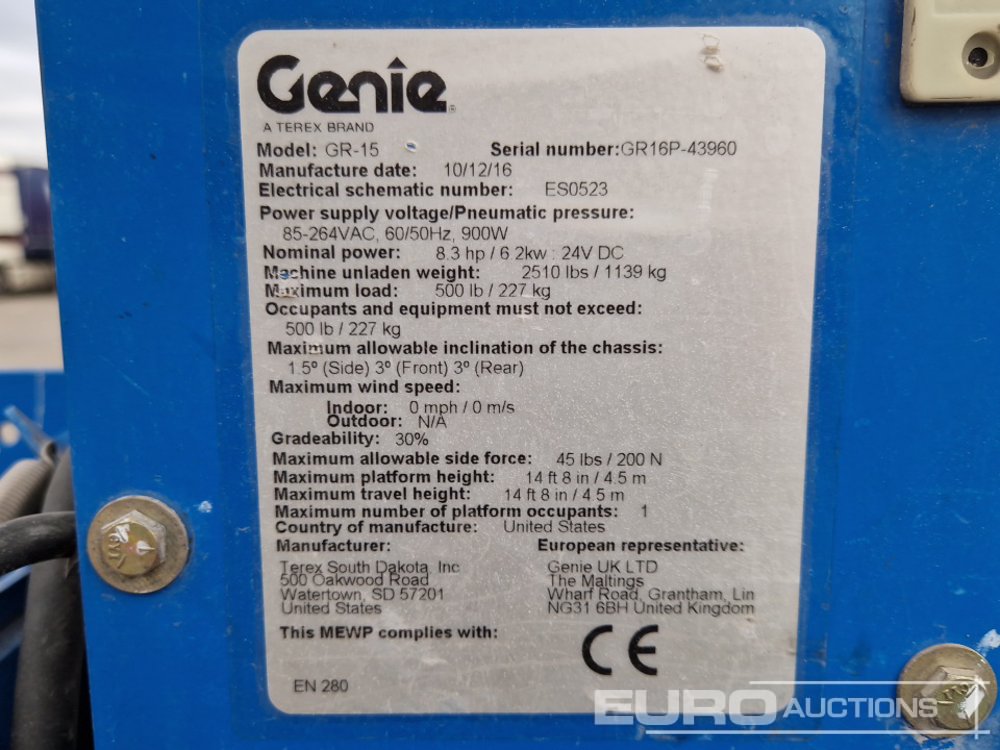 Genie
A TEREX BRAND
Model: GR-15 Serial number:GR16P-43960
Manufacture date: 10/12/16
Electrical schematic number: ES0523
Power supply voltage/Pneumatic pressure:
85-264VAC, 60/50Hz, 900W
Nominal power: 8.3 hp / 6 2kw : 24V DC
Machine unladen weight: 2510 lbs / 1139 kg
Maximum load: 500 lb / 227 kg
Occupants and equipment must not exceed:
500 lb / 227 kg
Maximum allowable inclination of the chassis:
1.5º (Side) 3º (Front) 3º (Rear)
Maximum wind speed:
Indoor: 0 mph / 0 m/s
Outdoor: N/A
Gradeability: 30%
Maximum allowable side force: 45 lbs / 200 N
Maximum platform height: 14 ft 8 in / 4.5 m
Maximum travel height: 14 ft 8 in / 4.5 m
Maximum number of platform occupants: 1
Country of manufacture: United States
Manufacturer: European representative:
Terex South Dakota, Inc Genie UK LTD
500 Oakwood Road The Maltings
Watertown, SD 57201 Wharf Road, Grantham, Lin
United States NG31 6BH United Kingdom
This MEWP complies with:
CE
EN 280
EURO AUCTIONS